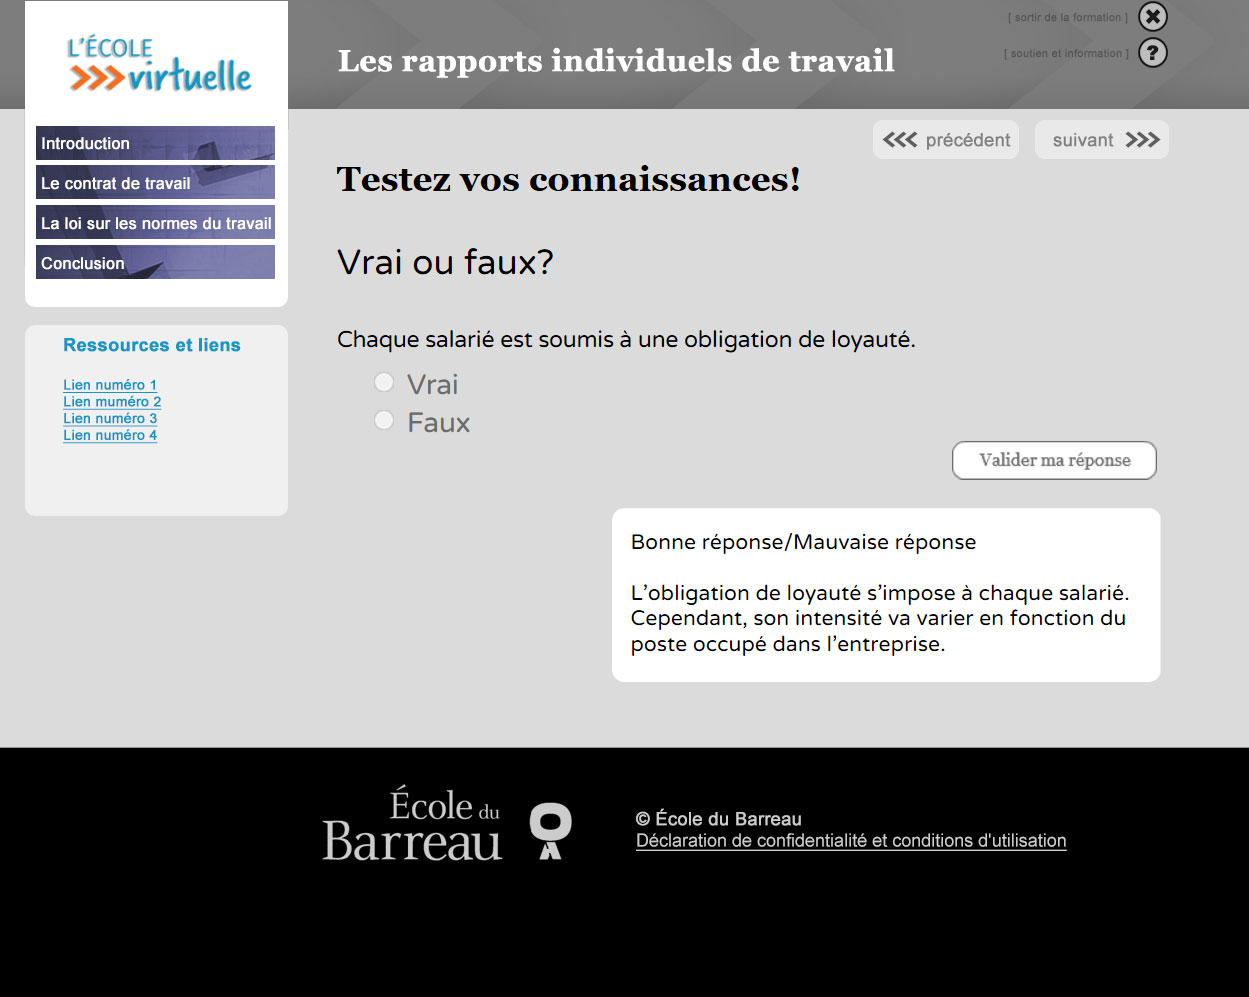 L'ÉCOLE
virtuelle
Les rapports individuels de travail
[ sortir de la formation ]
[ soutien et information ]
?
Introduction
Le contrat de travail
La loi sur les normes du travail
Conclusion
précédent
suivant
Testez vos connaissances!
Vrai ou faux?
Chaque salarié est soumis à une obligation de loyauté.
Vrai
Faux
Valider ma réponse
Ressources et liens
Lien numéro 1
Lien muméro 2
Lien numéro 3
Lien numéro 4
Bonne réponse/Mauvaise réponse
L'obligation de loyauté s'impose à chaque salarié.
Cependant, son intensité va varier en fonction du
poste occupé dans l'entreprise.
École du
Barreau
© École du Barreau
Déclaration de confidentialité et conditions d'utilisation